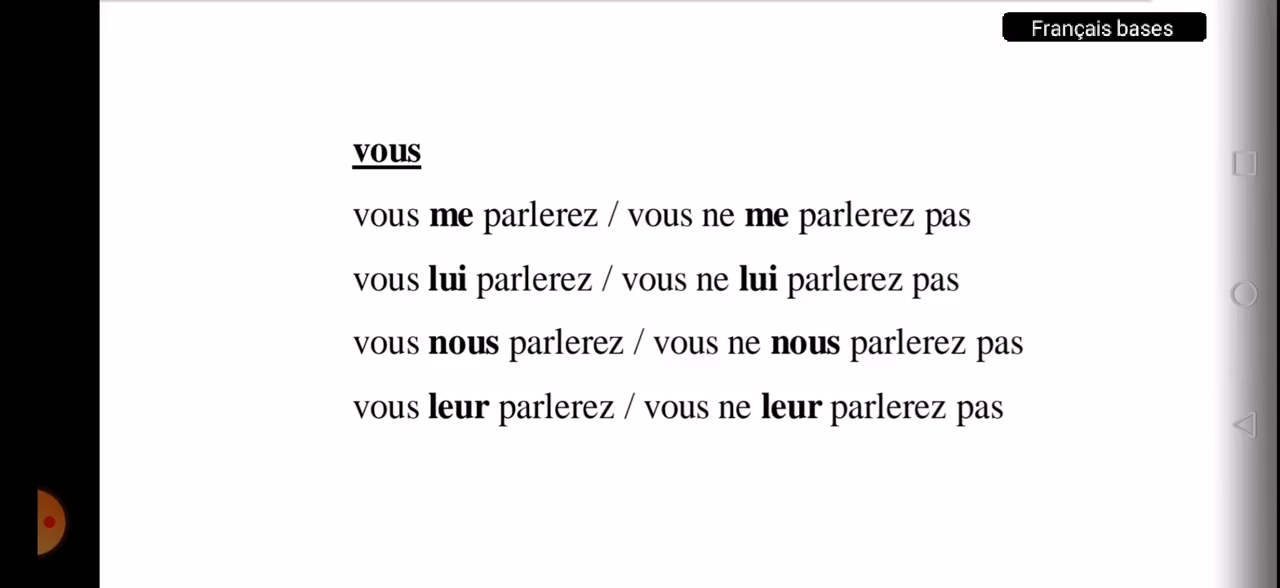 Français bases
vous
vous me parlerez / vous ne me parlerez pas
vous lui parlerez / vous ne lui parlerez pas
vous nous parlerez / vous ne nous parlerez pas
vous leur parlerez / vous ne leur parlerez pas